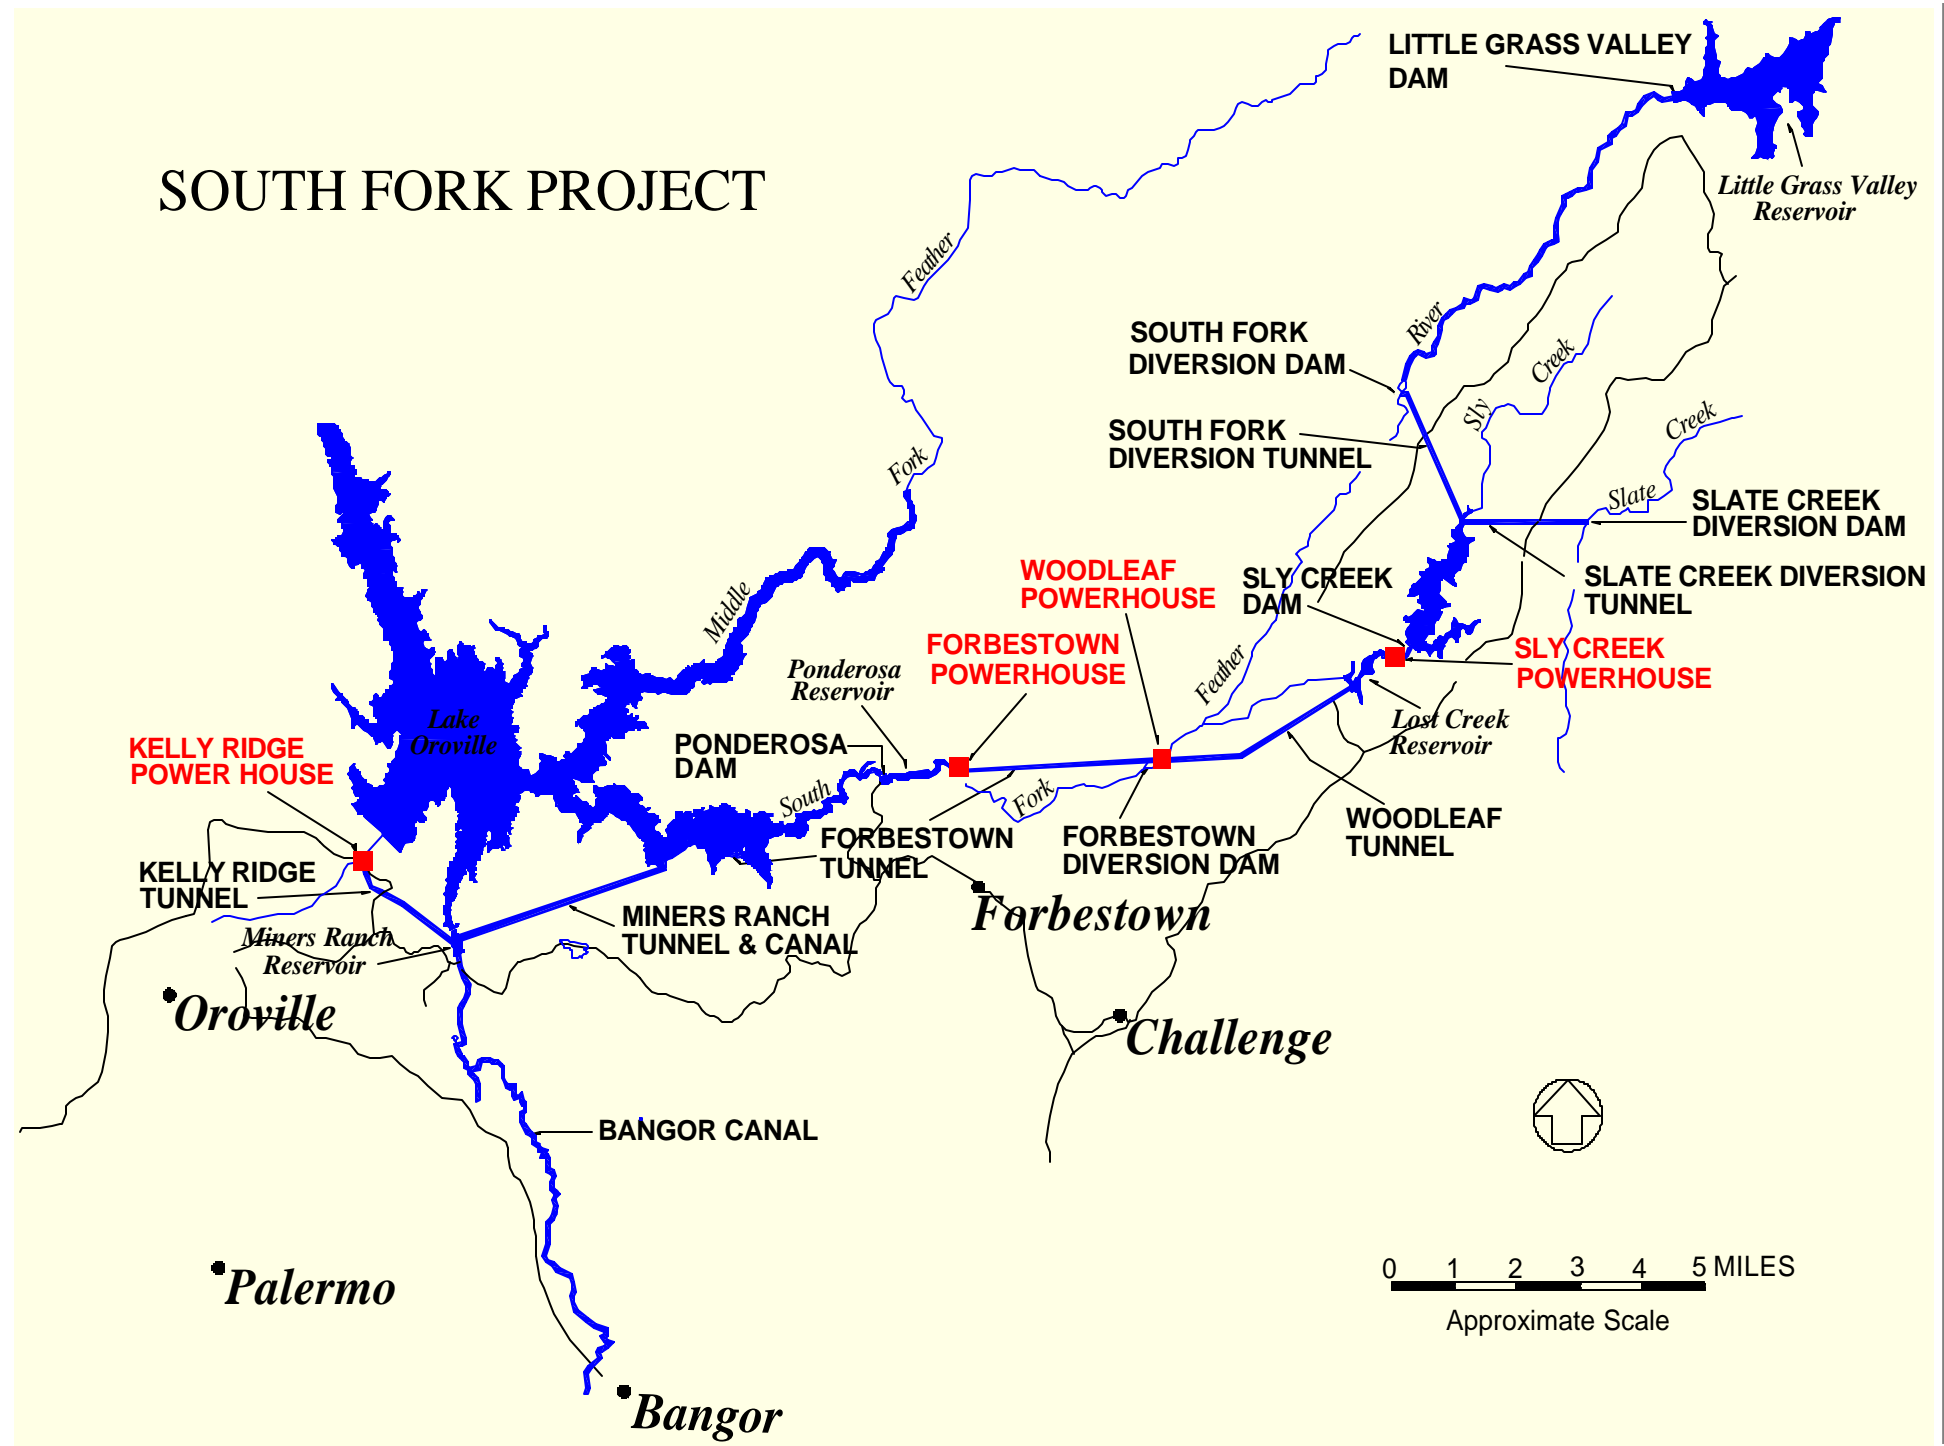 LITTLE GRASS VALLEY
DAM
SOUTH FORK PROJECT
Little Grass Valley
Reservoir
Feather
River
SOUTH FORK
DIVERSION DAM
Creek
Sly
SOUTH FORK
DIVERSION TUNNEL
Creek
Fork
Slate
SLATE CREEK
DIVERSION DAM
WOODLEAF
POWERHOUSE
SLY CREEK
DAM
SLATE CREEK DIVERSION
TUNNEL
Middle
FORBESTOWN
POWERHOUSE
SLY CREEK
POWERHOUSE
Ponderosa
Reservoir
Feather
Lake
Oroville
Lost Creek
Reservoir
KELLY RIDGE
POWER HOUSE
PONDEROSA
DAM
South
Fork
FORBESTOWN
TUNNEL
FORBESTOWN
DIVERSION DAM
WOODLEAF
TUNNEL
KELLY RIDGE
TUNNEL
MINERS RANCH
TUNNEL & CANAL
Forbestown
Miners Ranch
Reservoir
Oroville
Challenge
BANGOR CANAL
Palermo
0 1 2 3 4 5 MILES
Approximate Scale
Bangor